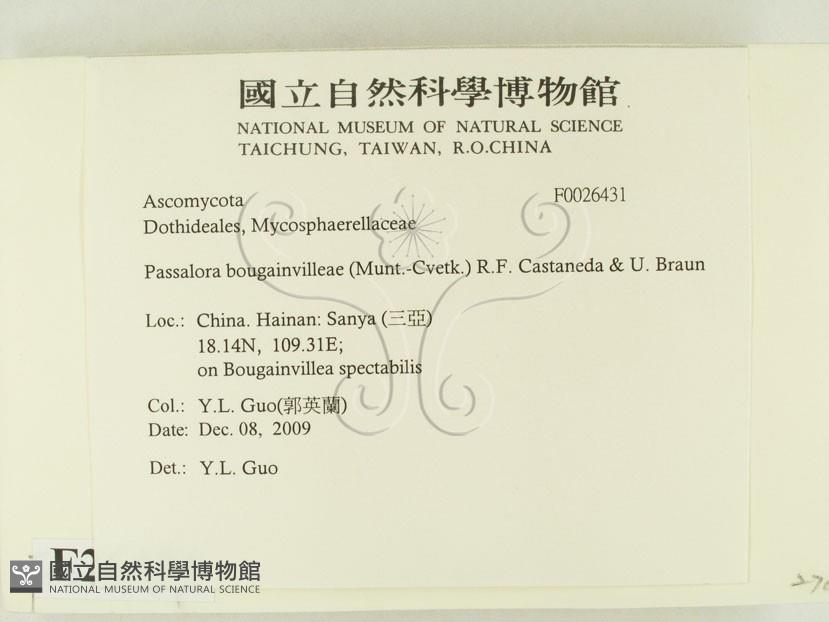 國立自然科學博物館
NATIONAL MUSEUM OF NATURAL SCIENCE
TAICHUNG, TAIWAN, R.O.CHINA
Ascomycota F0026431
Dothideales, Mycosphaerellaceae
Passalora bougainvilleae (Munt.-Cvetk.) R.F. Castaneda & U. Braun
Loc.: China. Hainan: Sanya (三亞)
18.14N, 109.31E;
on Bougainvillea spectabilis
Col.: Y.L. Guo(郭英蘭)
Date: Dec. 08, 2009
Det.: Y.L. Guo
國立自然科學博物館
NATIONAL MUSEUM OF NATURAL SCIENCE